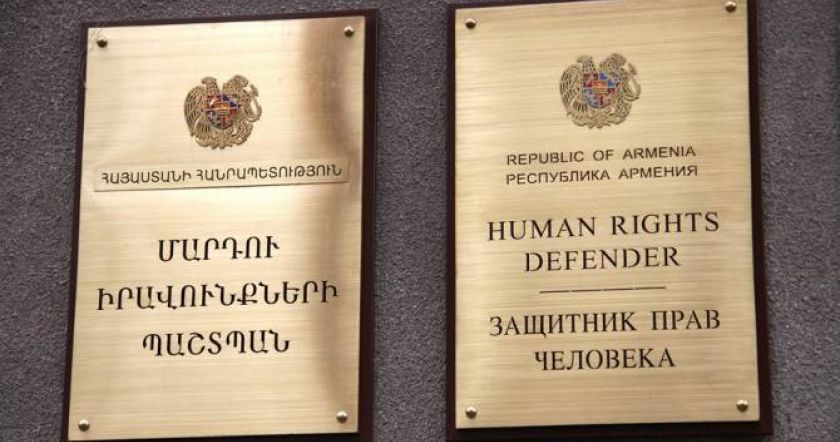 ՀԱՅԱՍՏԱՆԻ ՀԱՆՐԱՊԵՏՈՒԹՅՈՒՆ
ՄԱՐԴՈՒ
ԻՐԱՎՈՒՆՔՆԵՐԻ
ՊԱՇՏՊԱՆ
REPUBLIC OF ARMENIA
РЕСПУБЛИКА АРМЕНИЯ
HUMAN RIGHTS
DEFENDER
ЗАЩИТНИК ПРАВ
ЧЕЛОВЕКА